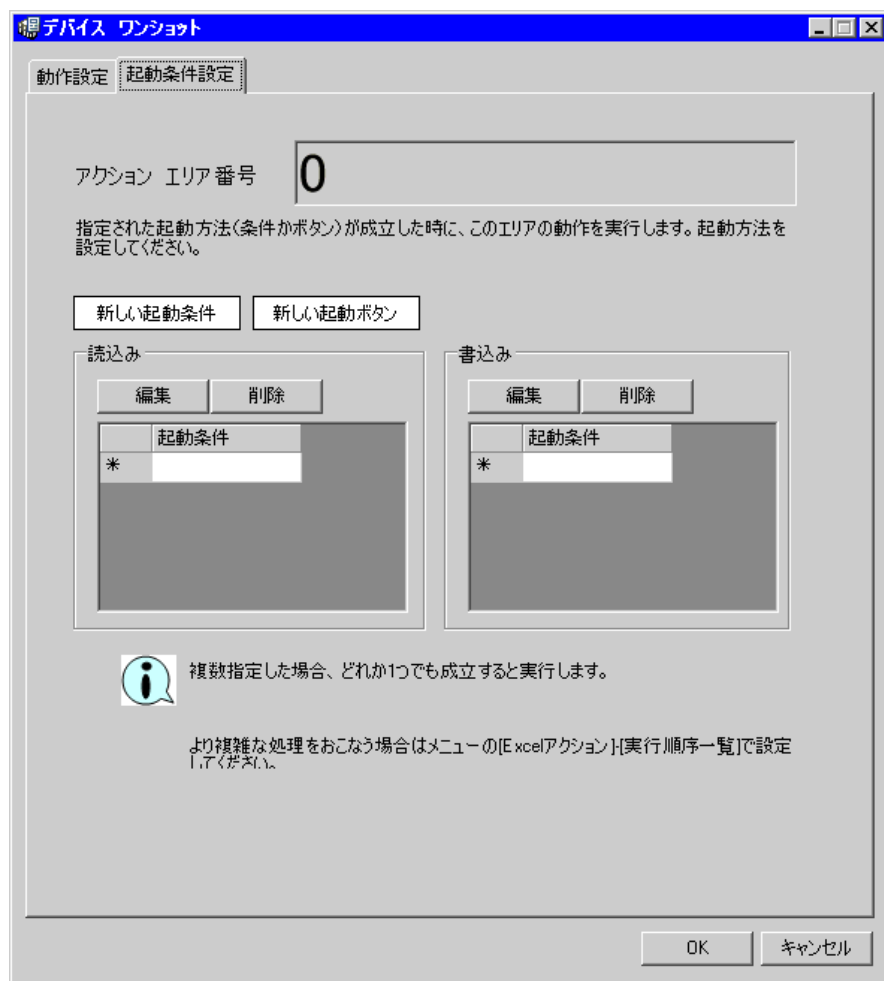 デバイス ワンショット
動作設定 起動条件設定
アクション エリア番号 0
指定された起動方法(条件かボタン)が成立した時に、このエリアの動作を実行します。起動方法を
設定してください。
新しい起動条件 新しい起動ボタン
読込み
編集 削除
起動条件
*
書込み
編集 削除
起動条件
*
複数指定した場合、どれか1つでも成立すると実行します。
より複雑な処理をおこなう場合はメニューの[Excelアクション]-[実行順序一覧]で設定
してください。
OK キャンセル